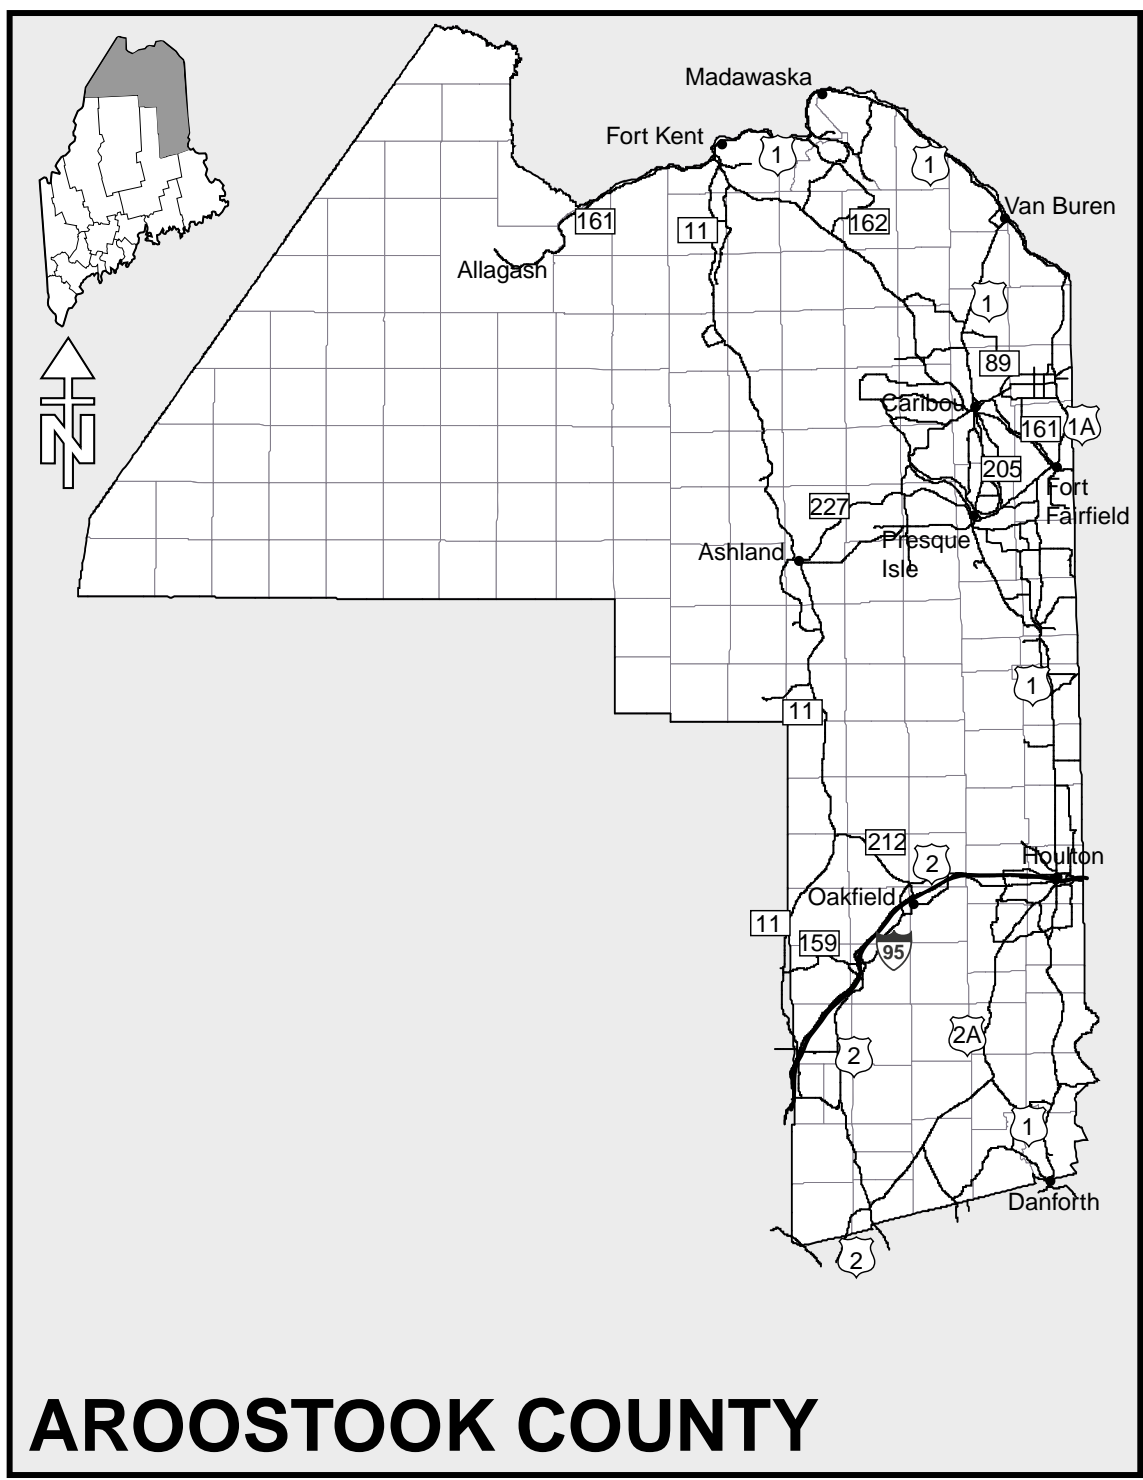 Madawaska
Fort Kent
1
1
161
11
162
Van Buren
Allagash
1
89
Caribou
161
1A
205
Fort
Fairfield
227
Presque
Isle
Ashland
1
11
212
2
Houlton
Oakfield
11
159
95
2A
2
1
Danforth
2
N
AROOSTOOK COUNTY